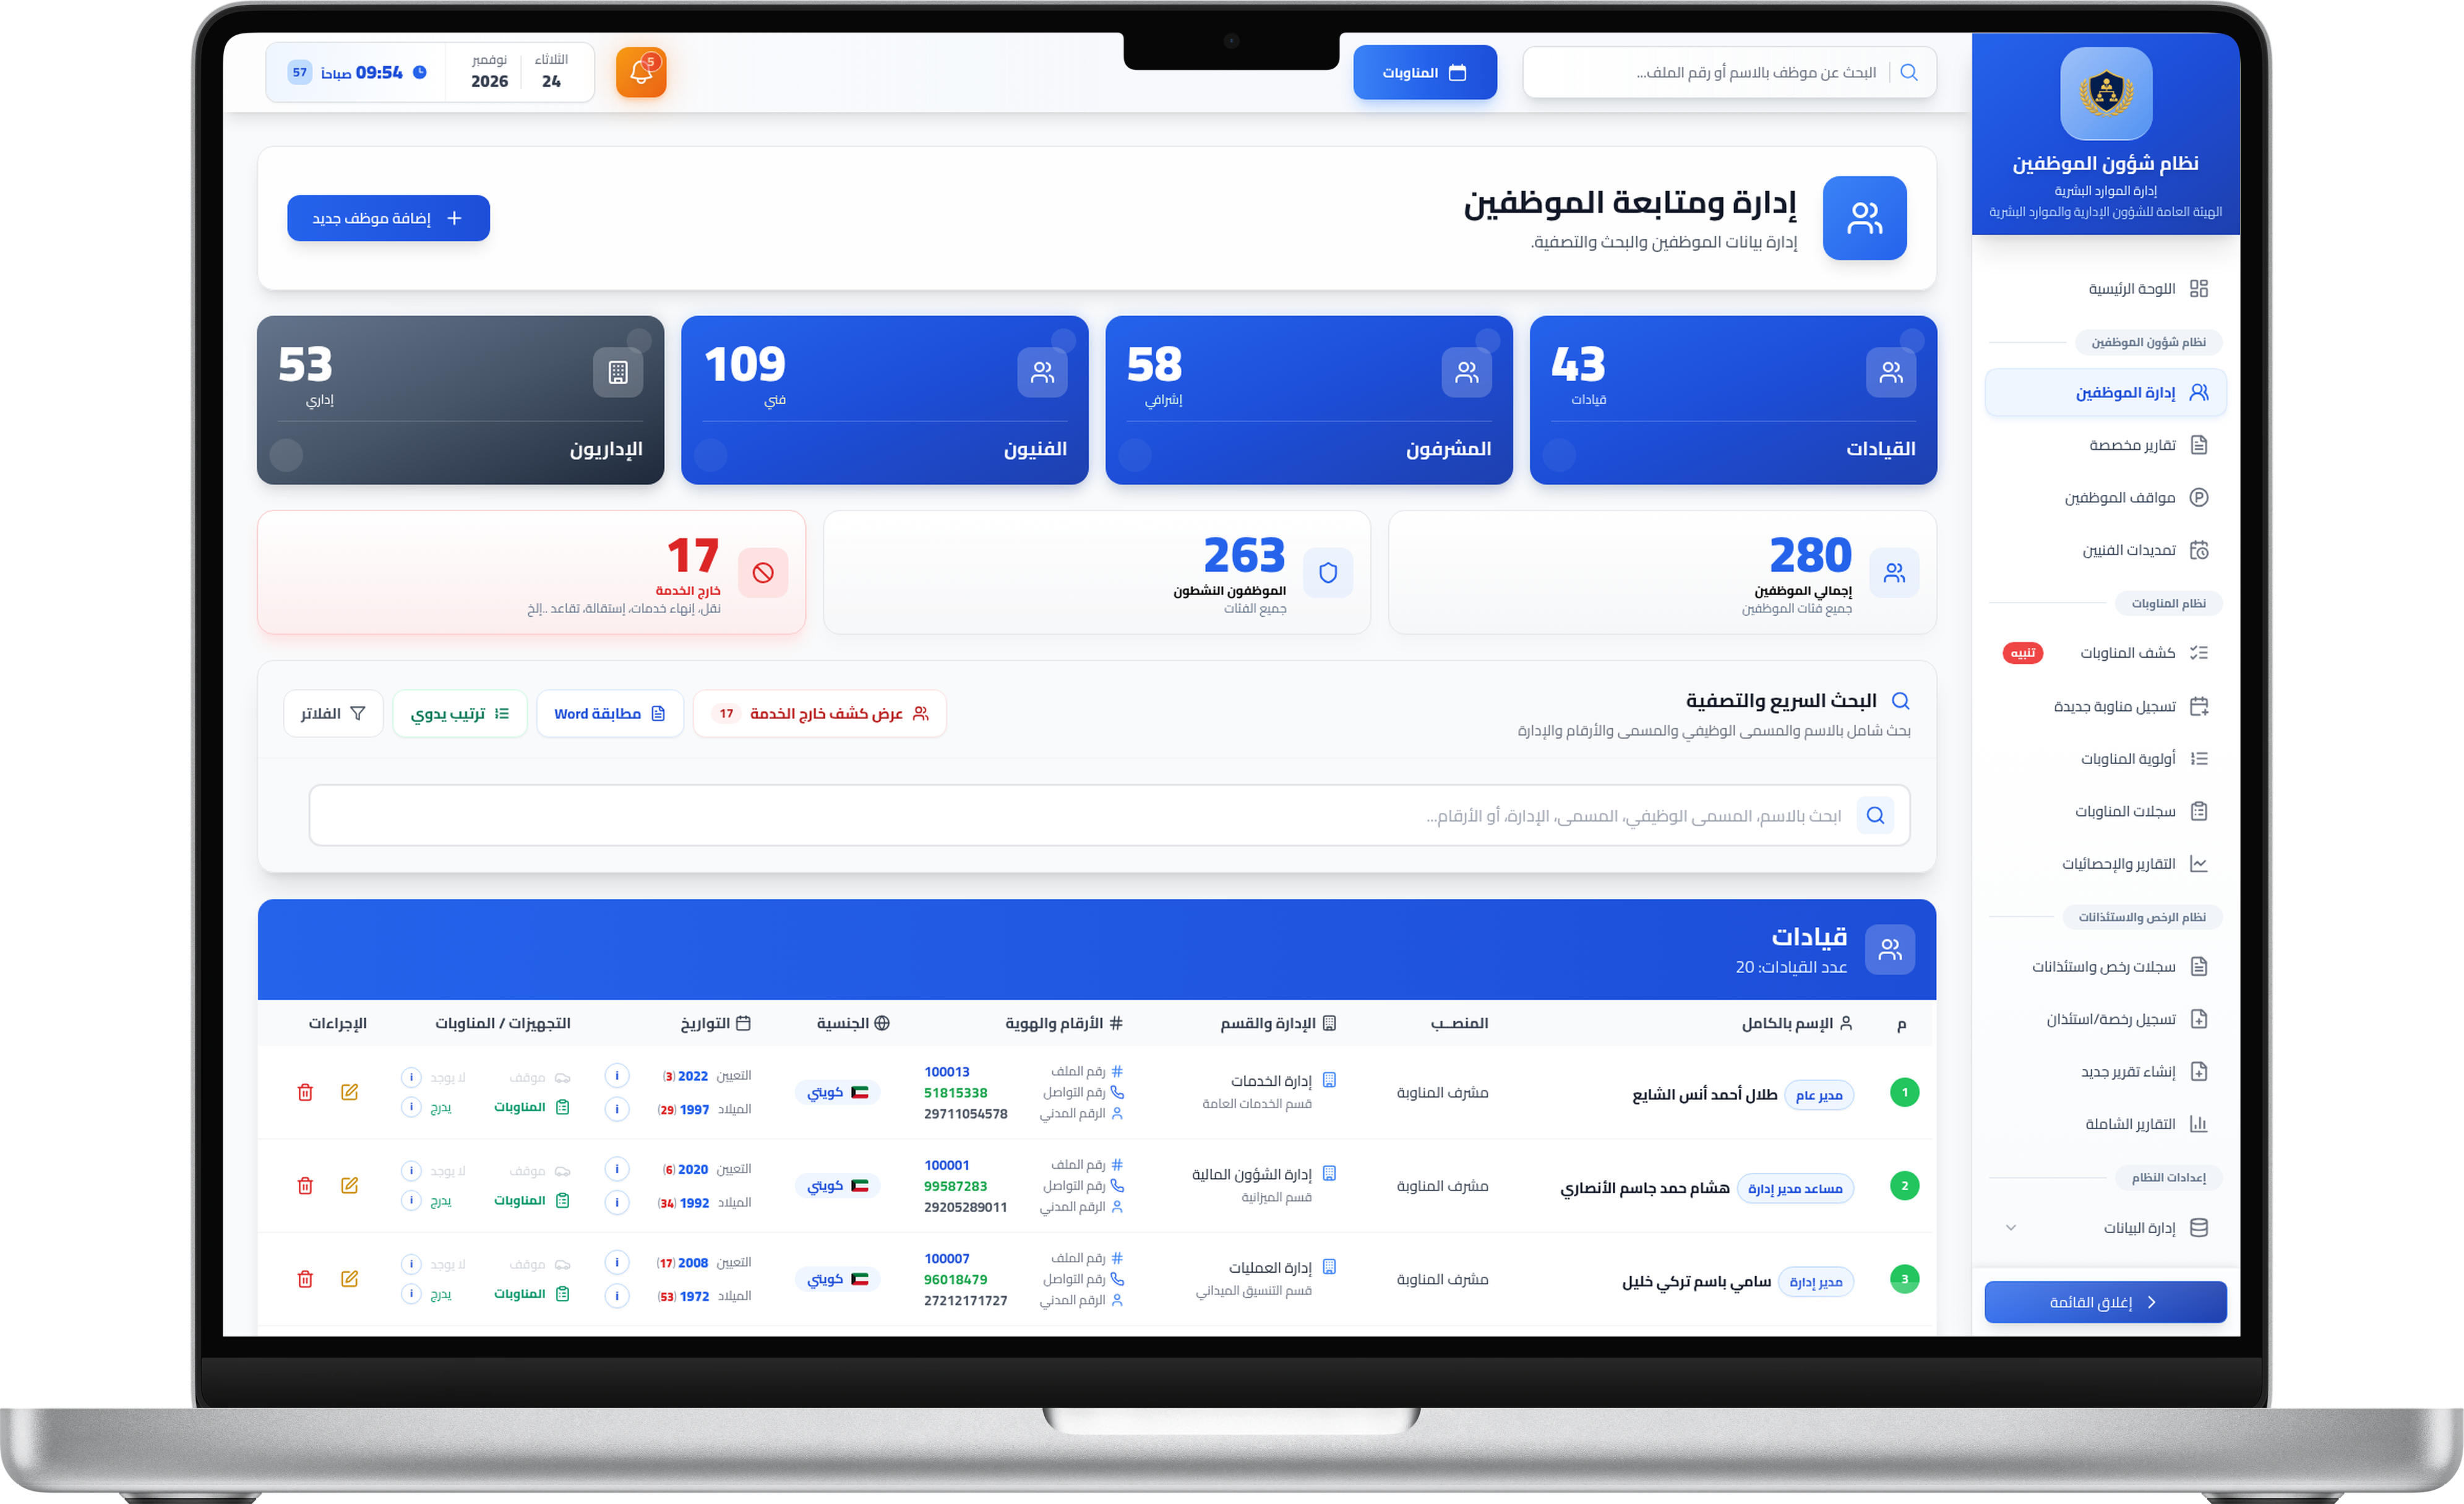 نظام شؤون الموظفين
إدارة الموارد البشرية
الهيئة العامة للشؤون الإدارية والموارد البشرية
اللوحة الرئيسية
نظام شؤون الموظفين
إدارة الموظفين
تقارير مخصصة
مواقف الموظفين
تمديدات الفنيين
نظام المناوبات
كشف المناوبات تنبيه
تسجيل مناوبة جديدة
أولوية المناوبات
سجلات المناوبات
التقارير والإحصائيات
نظام الرخص والاستئذانات
سجلات رخص واستئذانات
تسجيل رخصة/استئذان
إنشاء تقرير جديد
التقارير الشاملة
إعدادات النظام
إدارة البيانات
إغلاق القائمة
البحث عن موظف بالاسم أو رقم الملف...
المناوبات
5
الثلاثاء 24
نوفمبر 2026
09:54 صباحاً 57
إدارة ومتابعة الموظفين
إدارة بيانات الموظفين والبحث والتصفية.
إضافة موظف جديد
43
قيادات
القيادات
58
إشرافي
المشرفون
109
فني
الفنيون
53
إداري
الإداريون
280
إجمالي الموظفين
جميع فئات الموظفين
263
الموظفون النشطون
جميع الفئات
17
خارج الخدمة
نقل، إنهاء خدمات، إستقالة، تقاعد ..إلخ
البحث السريع والتصفية
بحث شامل بالاسم والمسمى الوظيفي والمسمى والأرقام والإدارة
عرض كشف خارج الخدمة 17
مطابقة Word
ترتيب يدوي
الفلاتر
ابحث بالاسم، المسمى الوظيفي، المسمى، الإدارة، أو الأرقام...
قيادات
عدد القيادات: 20
م الإسم بالكامل المنصــب الإدارة والقسم الأرقام والهوية الجنسية التواريخ التجهيزات / المناوبات الإجراءات
1 مدير عام طلال أحمد أنس الشايع مشرف المناوبة
إدارة الخدمات
قسم الخدمات العامة
رقم الملف 100013
رقم التواصل 51815338
الرقم المدني 29711054578
كويتي
التعيين 2022 (3)
الميلاد 1997 (29)
موقف لا يوجد
المناوبات يدرج
2 مساعد مدير إدارة هشام حمد جاسم الأنصاري مشرف المناوبة
إدارة الشؤون المالية
قسم الميزانية
رقم الملف 100001
رقم التواصل 99587283
الرقم المدني 29205289011
كويتي
التعيين 2020 (6)
الميلاد 1992 (34)
موقف لا يوجد
المناوبات يدرج
3 مدير إدارة سامي باسم تركي خليل مشرف المناوبة
إدارة العمليات
قسم التنسيق الميداني
رقم الملف 100007
رقم التواصل 96018479
الرقم المدني 27212171727
كويتي
التعيين 2008 (17)
الميلاد 1972 (53)
موقف لا يوجد
المناوبات يدرج